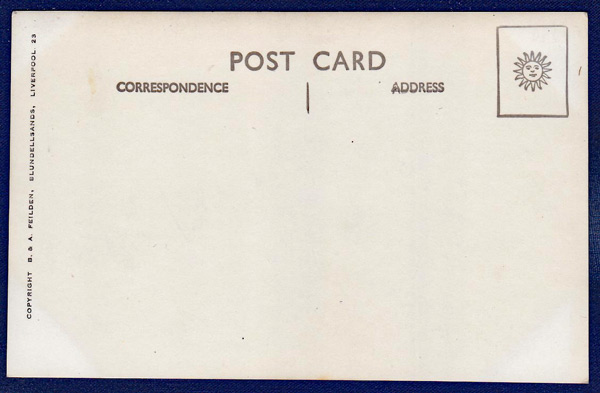 POST CARD
CORRESPONDENCE
ADDRESS
COPYRIGHT B. & A. FEILDEN, BLUNDELLSANDS, LIVERPOOL. 23